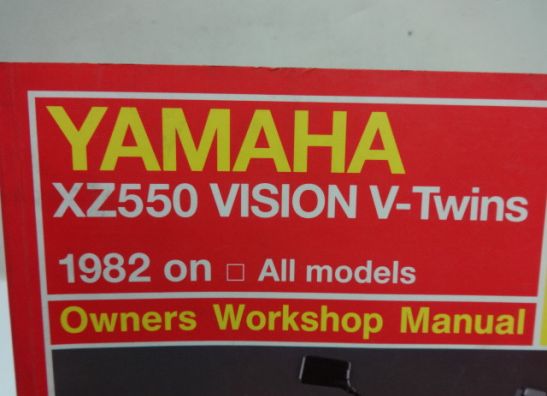 YAMAHA
XZ550 VISION V-Twins
1982 on □ All models
Owners Workshop Manual